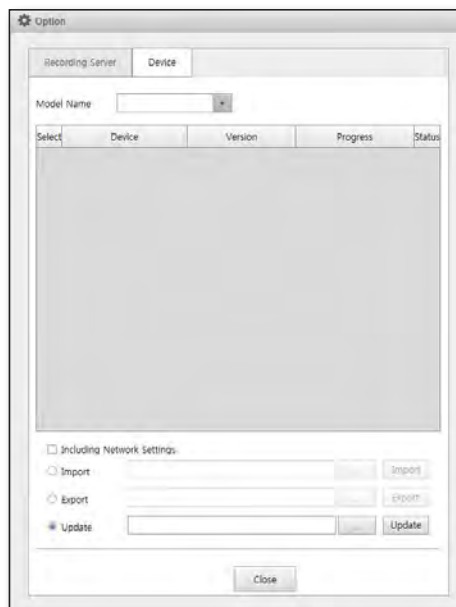 Option
Recording Server Device
Model Name
Select Device Version Progress Status
Including Network Settings
Import ... Import
Export ... Export
Update ... Update
Close